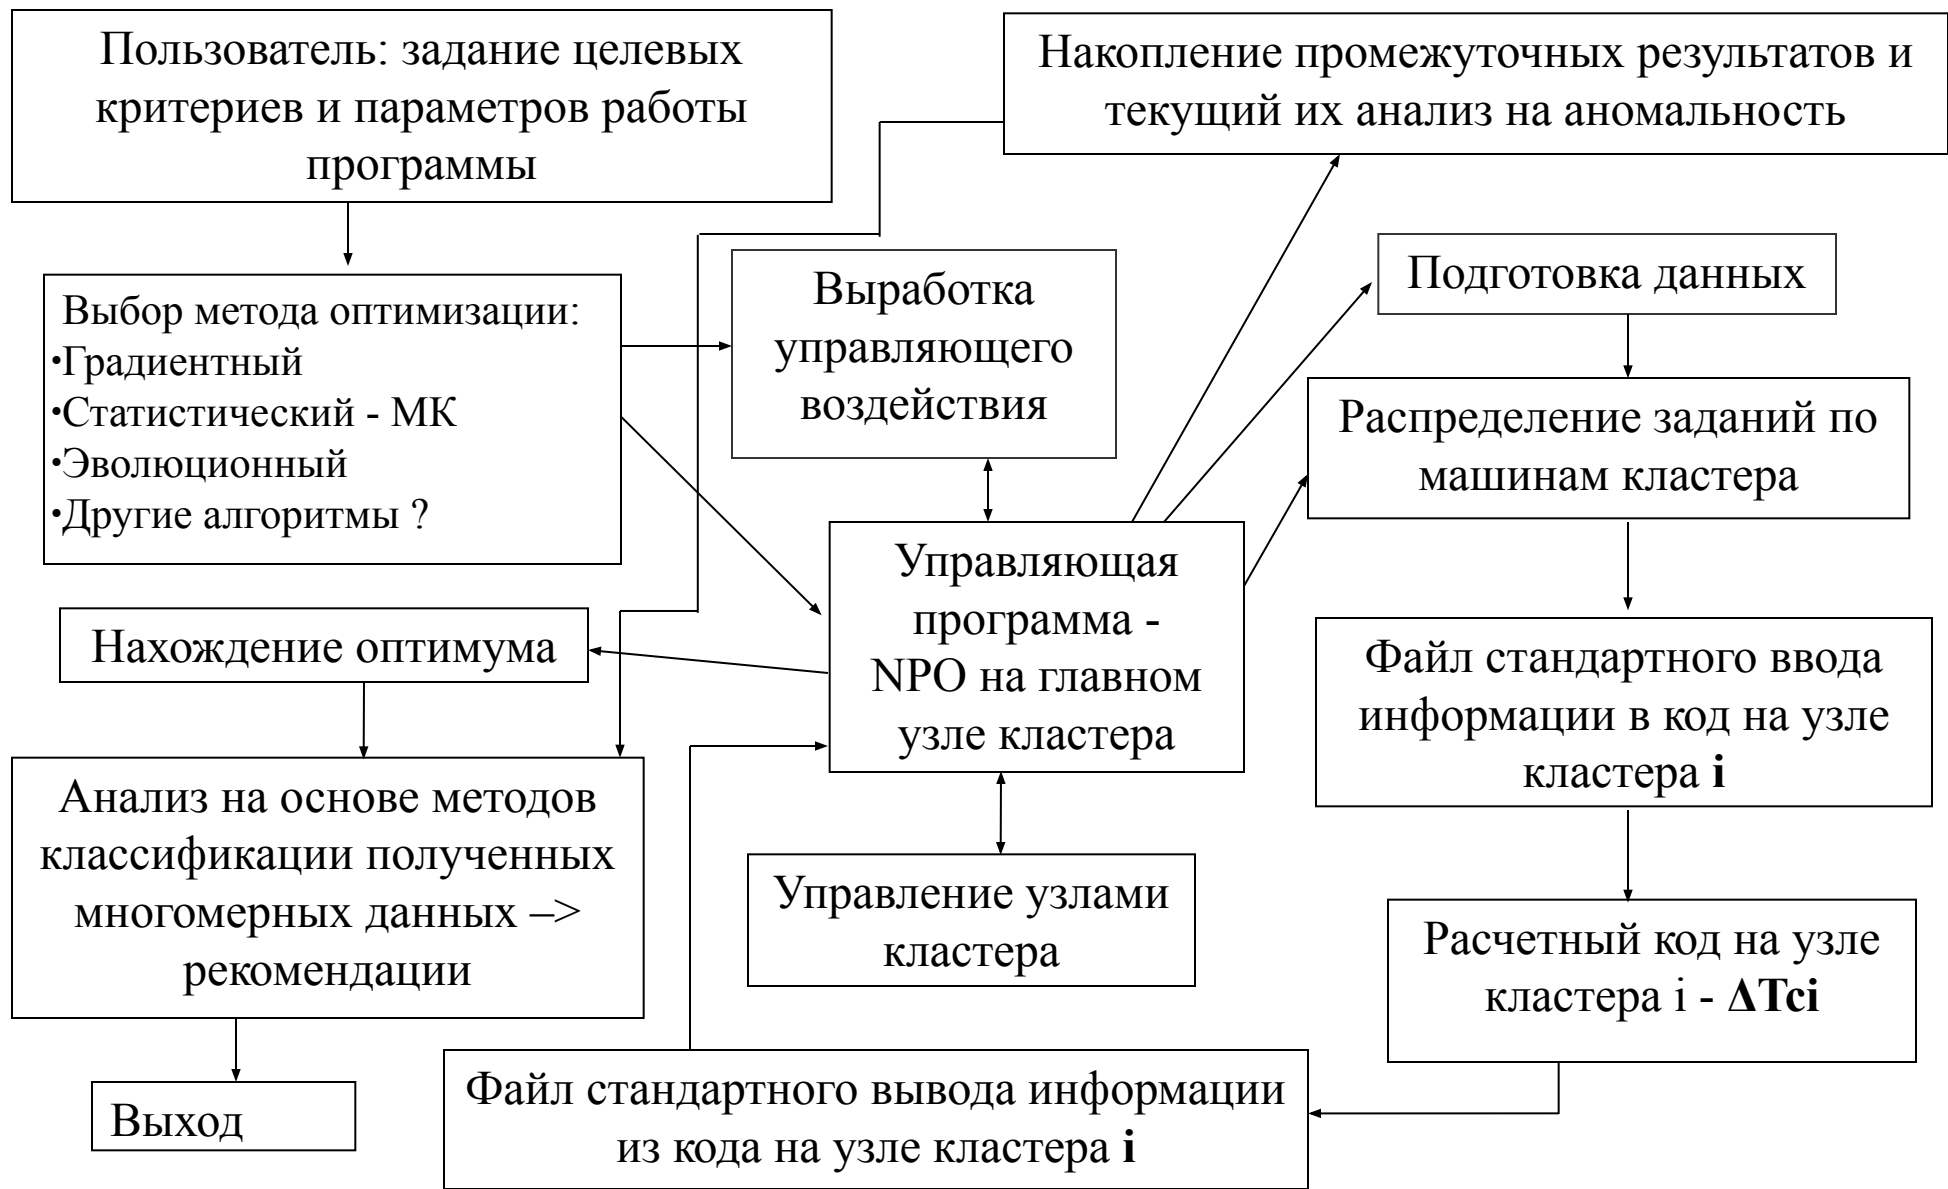 Пользователь: задание целевых
критериев и параметров работы
программы
Накопление промежуточных результатов и
текущий их анализ на аномальность
Выбор метода оптимизации:
•Градиентный
•Статистический - МК
•Эволюционный
•Другие алгоритмы ?
Выработка
управляющего
воздействия
Подготовка данных
Распределение заданий по
машинам кластера
Управляющая
программа -
NPO на главном
узле кластера
Нахождение оптимума
Файл стандартного ввода
информации в код на узле
кластера i
Анализ на основе методов
классификации полученных
многомерных данных –>
рекомендации
Управление узлами
кластера
Расчетный код на узле
кластера i - ΔTci
Файл стандартного вывода информации
из кода на узле кластера i
Выход